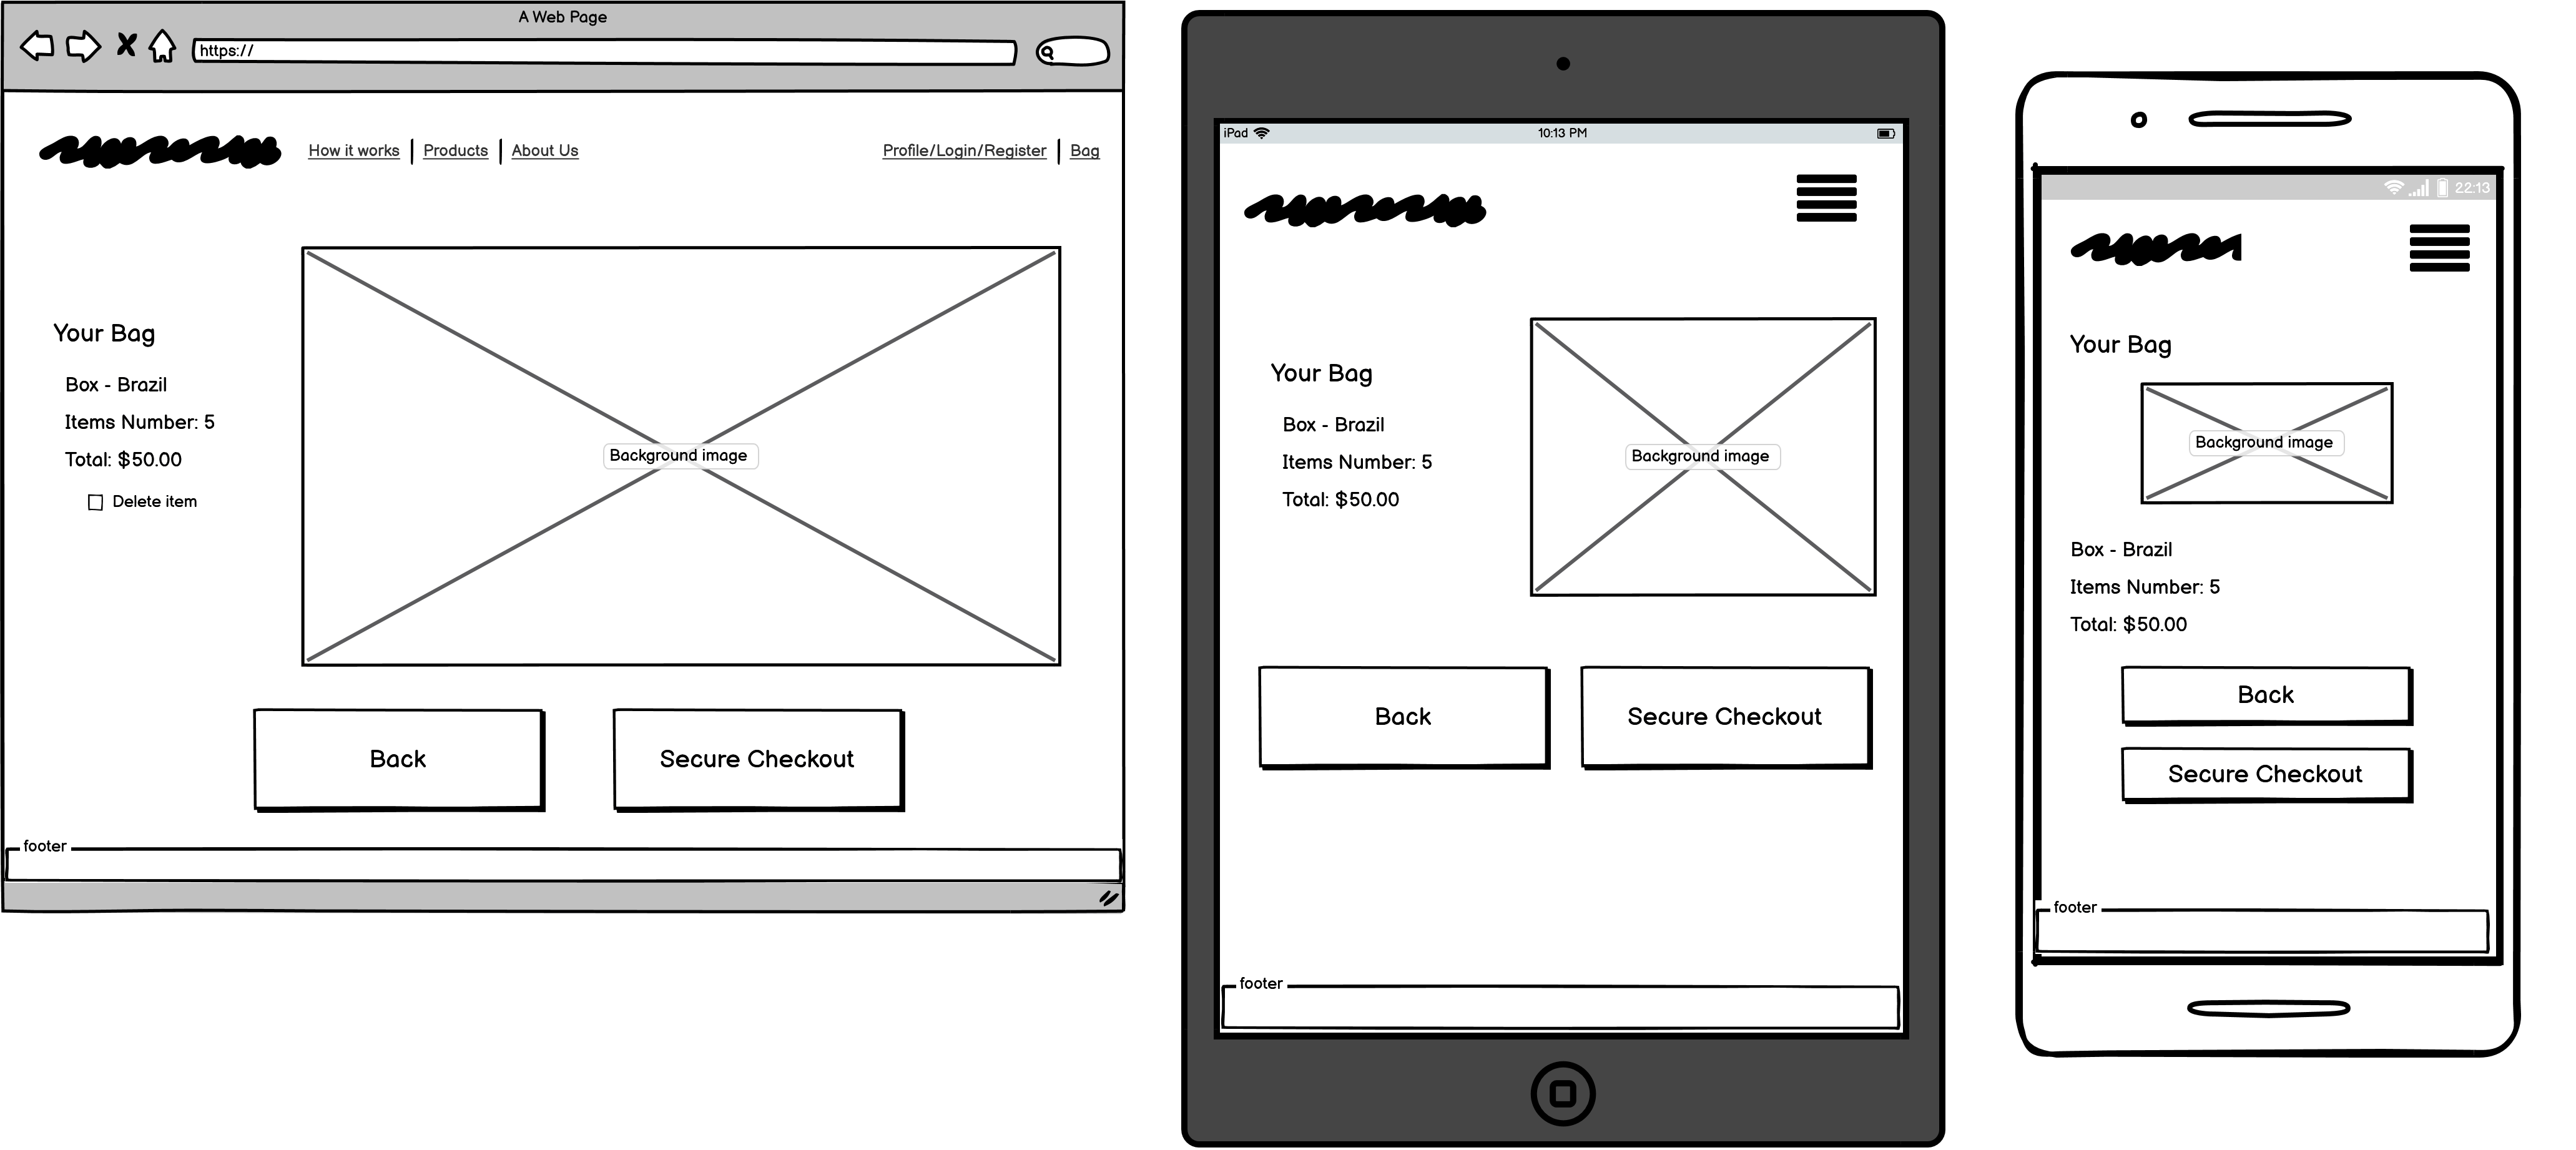 A Web Page
https://
How it works
Products
About Us
Profile/Login/Register
Bag
Your Bag
Box - Brazil
Items Number: 5
Total: $50.00
Delete item
Background image
Back
Secure Checkout
footer
iPad
10:13 PM
Your Bag
Box - Brazil
Items Number: 5
Total: $50.00
Background image
Back
Secure Checkout
footer
22:13
Your Bag
Background image
Box - Brazil
Items Number: 5
Total: $50.00
Back
Secure Checkout
footer